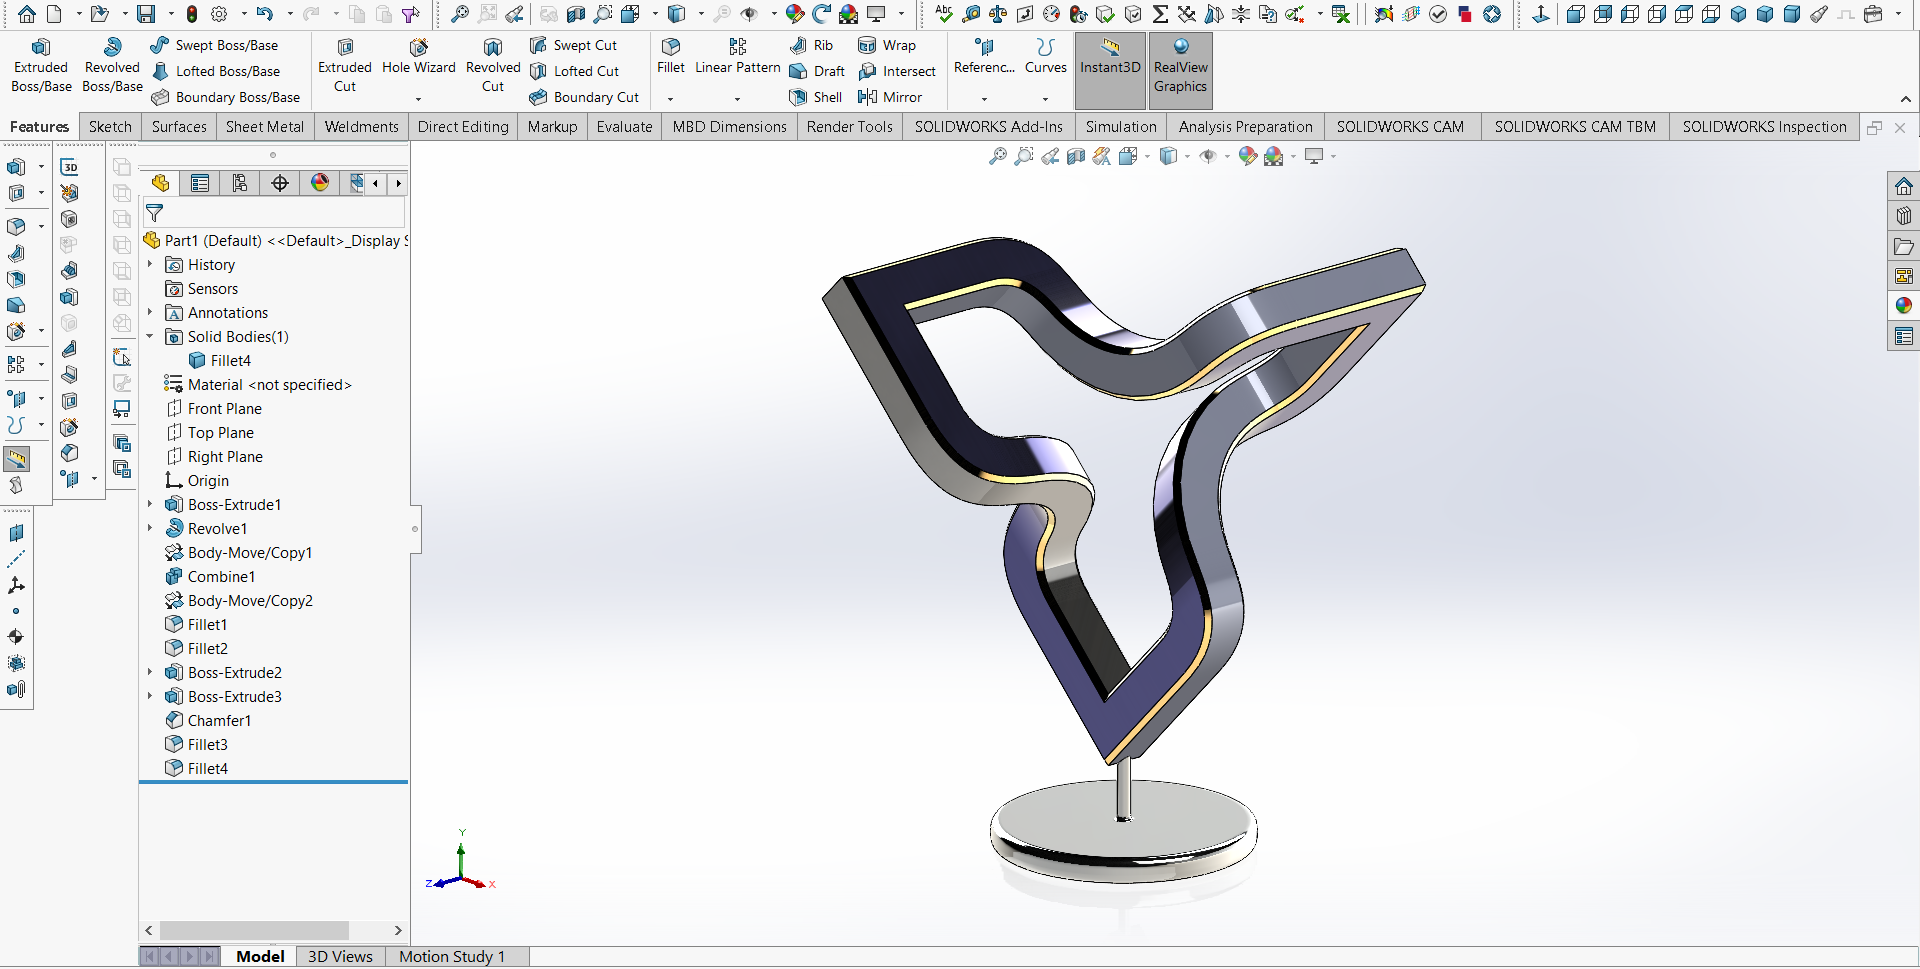 Abc
Extruded
Boss/Base
Revolved
Boss/Base
Swept Boss/Base
Lofted Boss/Base
Boundary Boss/Base
Extruded
Cut
Hole Wizard
Revolved
Cut
Swept Cut
Lofted Cut
Boundary Cut
Fillet
Linear Pattern
Rib
Draft
Shell
Wrap
Intersect
Mirror
Referenc...
Curves
Instant3D
RealView
Graphics
Features
Sketch
Surfaces
Sheet Metal
Weldments
Direct Editing
Markup
Evaluate
MBD Dimensions
Render Tools
SOLIDWORKS Add-Ins
Simulation
Analysis Preparation
SOLIDWORKS CAM
SOLIDWORKS CAM TBM
SOLIDWORKS Inspection
3D
Part1 (Default) <<Default>_Display S
History
Sensors
A Annotations
Solid Bodies(1)
Fillet4
Material <not specified>
Front Plane
Top Plane
Right Plane
Origin
Boss-Extrude1
Revolve1
Body-Move/Copy1
Combine1
Body-Move/Copy2
Fillet1
Fillet2
Boss-Extrude2
Boss-Extrude3
Chamfer1
Fillet3
Fillet4
Y
Z
X
Model
3D Views
Motion Study 1